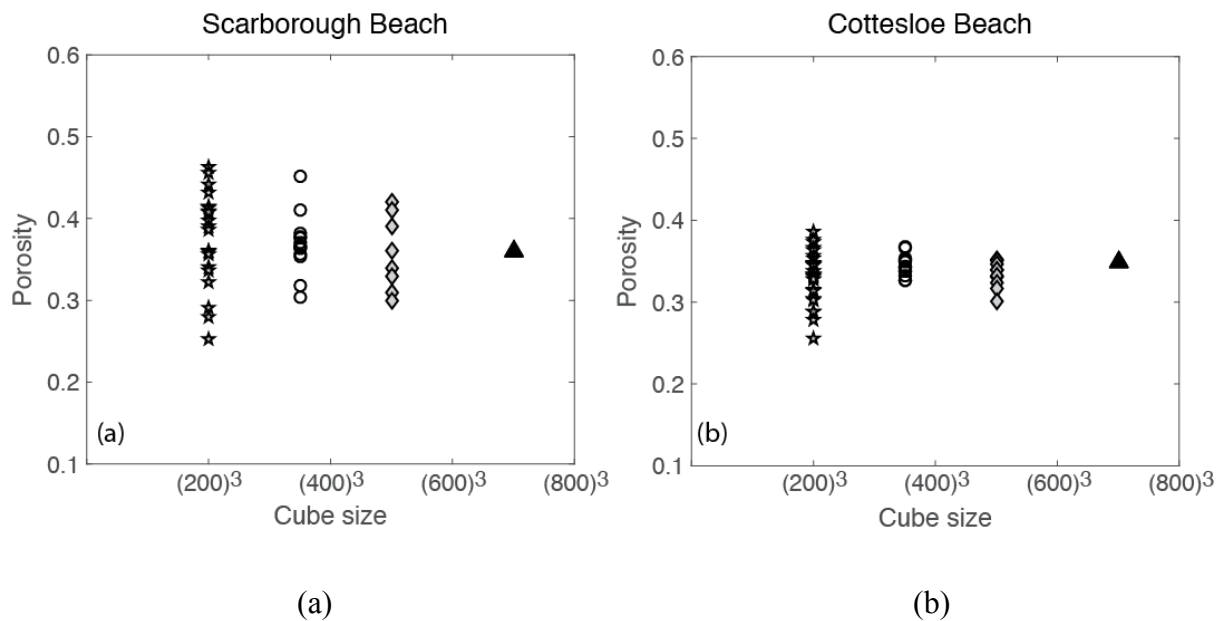 Scarborough Beach
0.6
0.5
0.4
0.3
0.2
0.1
Porosity
(a)
(200)³
(400)³
(600)³
(800)³
Cube size
(a)
Cottesloe Beach
0.6
0.5
0.4
0.3
0.2
0.1
Porosity
(b)
(200)³
(400)³
(600)³
(800)³
Cube size
(b)